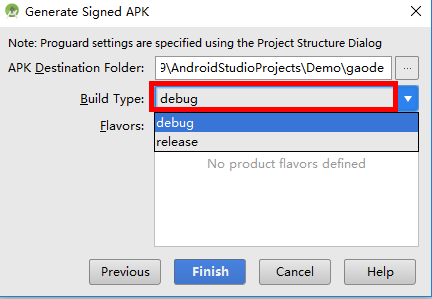 Generate Signed APK
Note: Proguard settings are specified using the Project Structure Dialog
APK Destination Folder: 9\AndroidStudioProjects\Demo\gaode ...
Build Type: debug
Flavors: debug
release
No product flavors defined
Previous Finish Cancel Help